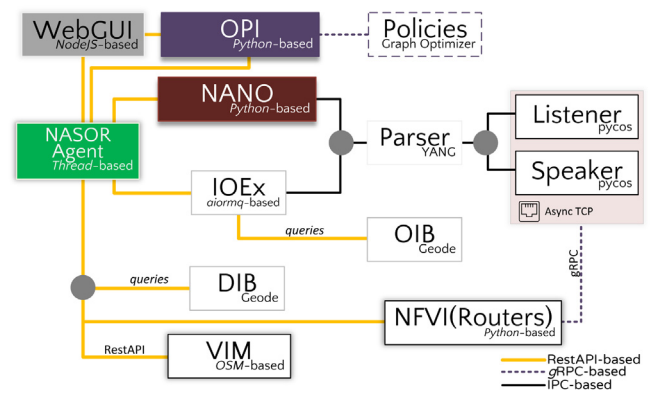 WebGUI
NodeJS-based
OPI
Python-based
Policies
Graph Optimizer
NANO
Python-based
Listener
pycos
NASOR
Agent
Thread-based
Parser
YANG
Speaker
pycos
IOEx
aiormq-based
Async TCP
queries
OIB
Geode
gRPC
queries
DIB
Geode
NFVI(Routers)
Python-based
RestAPI
VIM
OSM-based
RestAPI-based
gRPC-based
IPC-based